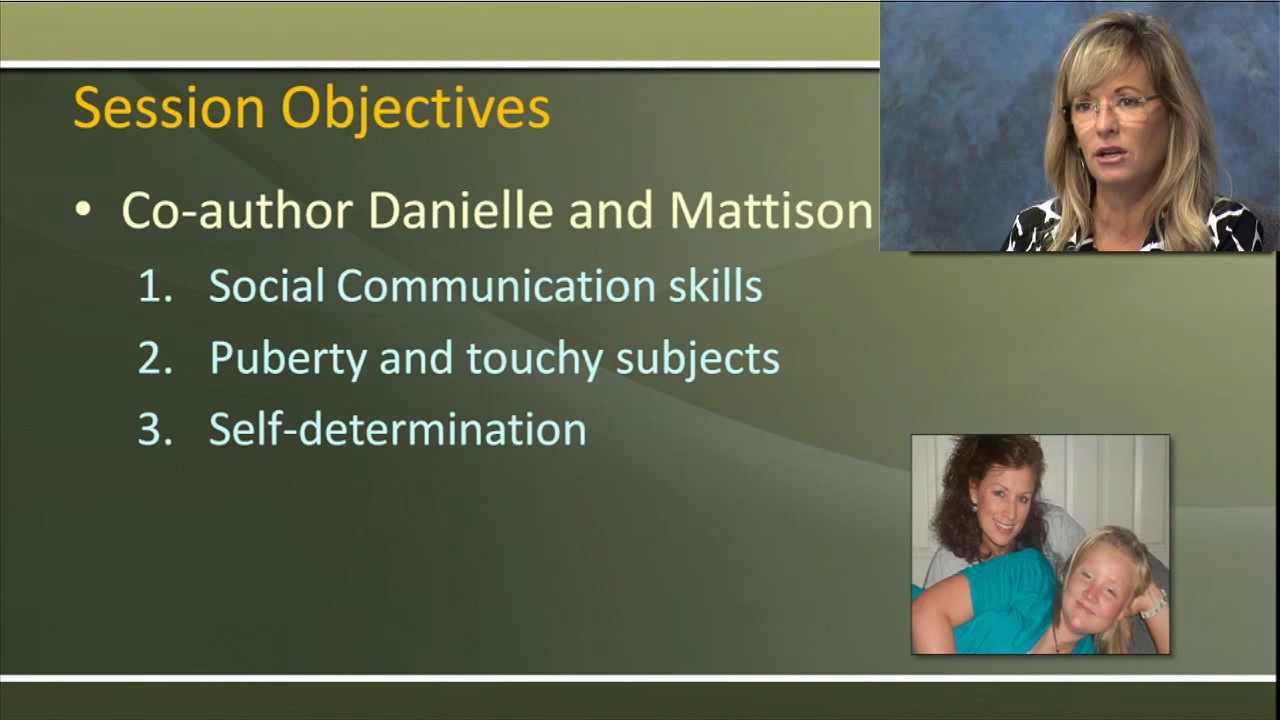 Session Objectives
• Co-author Danielle and Mattison
1. Social Communication skills
2. Puberty and touchy subjects
3. Self-determination